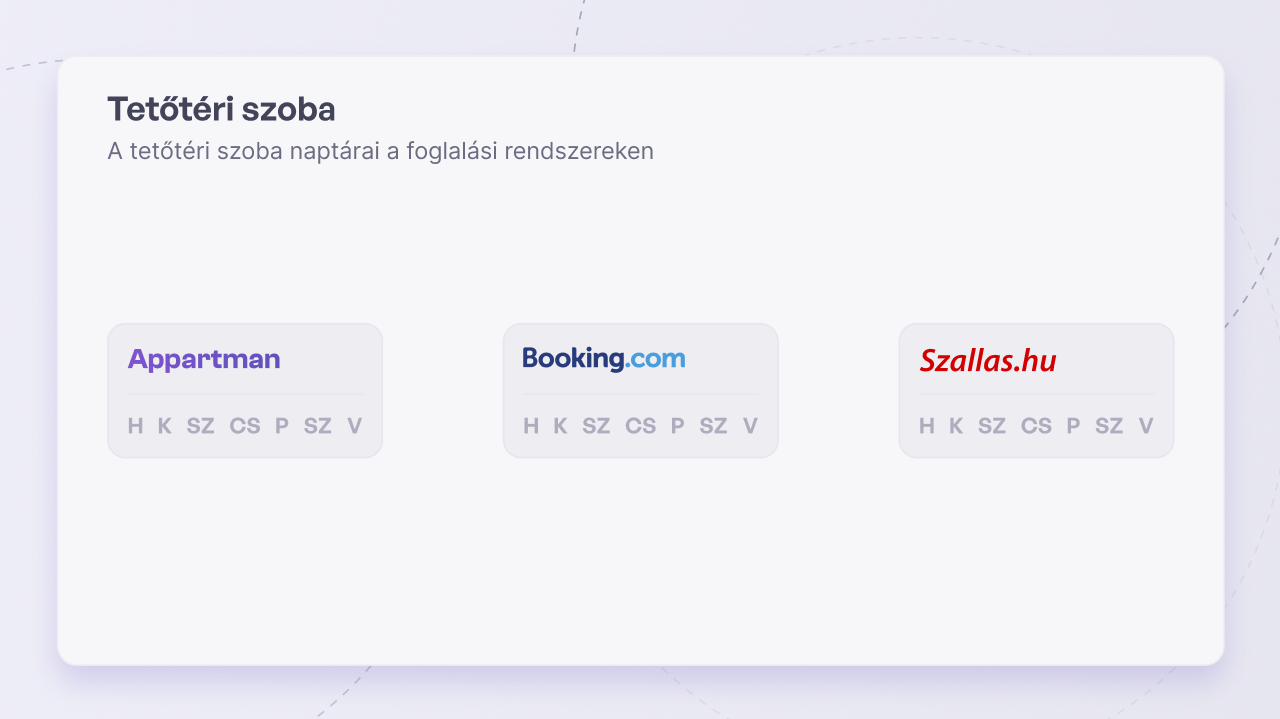 Tetőtéri szoba
A tetőtéri szoba naptárai a foglalási rendszereken
Appartman
H K SZ CS P SZ V
Booking.com
H K SZ CS P SZ V
Szallas.hu
H K SZ CS P SZ V